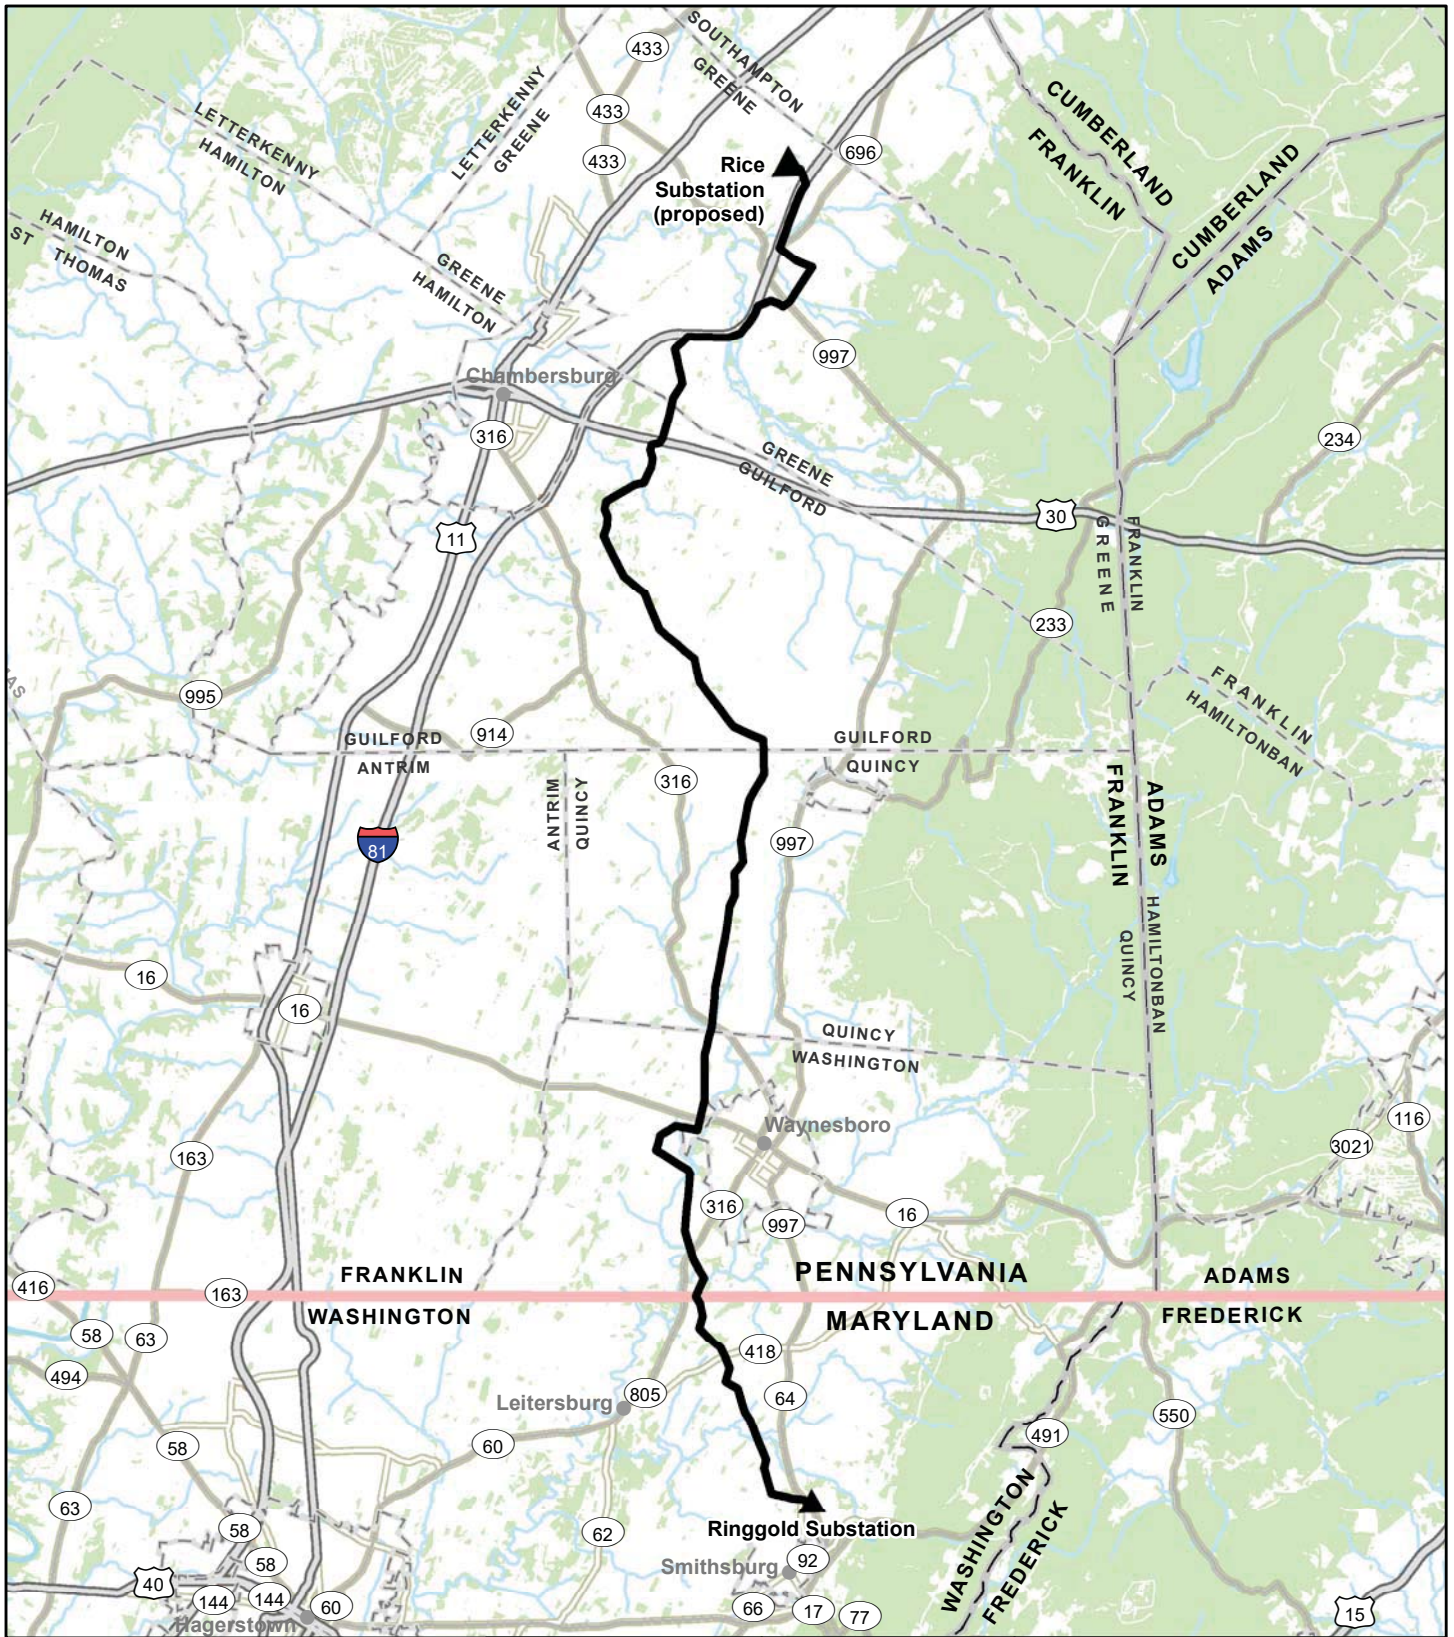 433
SOUTHAMPTON
GREENE
LETTERKENNY
GREENE
433
433
LETTERKENNY
HAMILTON
Rice
Substation
(proposed)
696
CUMBERLAND
FRANKLIN
CUMBERLAND
ADAMS
HAMILTON
ST THOMAS
GREENE
HAMILTON
997
Chambersburg
316
GREENE
GUILFORD
234
11
30
GREENE
FRANKLIN
233
AS
995
914
GUILFORD
ANTRIM
GUILFORD
QUINCY
FRANKLIN
HAMILTONBAN
316
ANTRIM
QUINCY
81
997
FRANKLIN
ADAMS
QUINCY
HAMILTONBAN
16
16
QUINCY
WASHINGTON
Waynesboro
116
3021
163
316
997
16
FRANKLIN
PENNSYLVANIA
ADAMS
416
163
WASHINGTON
MARYLAND
FREDERICK
58
63
418
494
Leitersburg
805
64
550
491
58
60
63
62
WASHINGTON
FREDERICK
Ringgold Substation
58
58
Smithsburg
92
40
144
144
60
66
17
77
15
Hagerstown